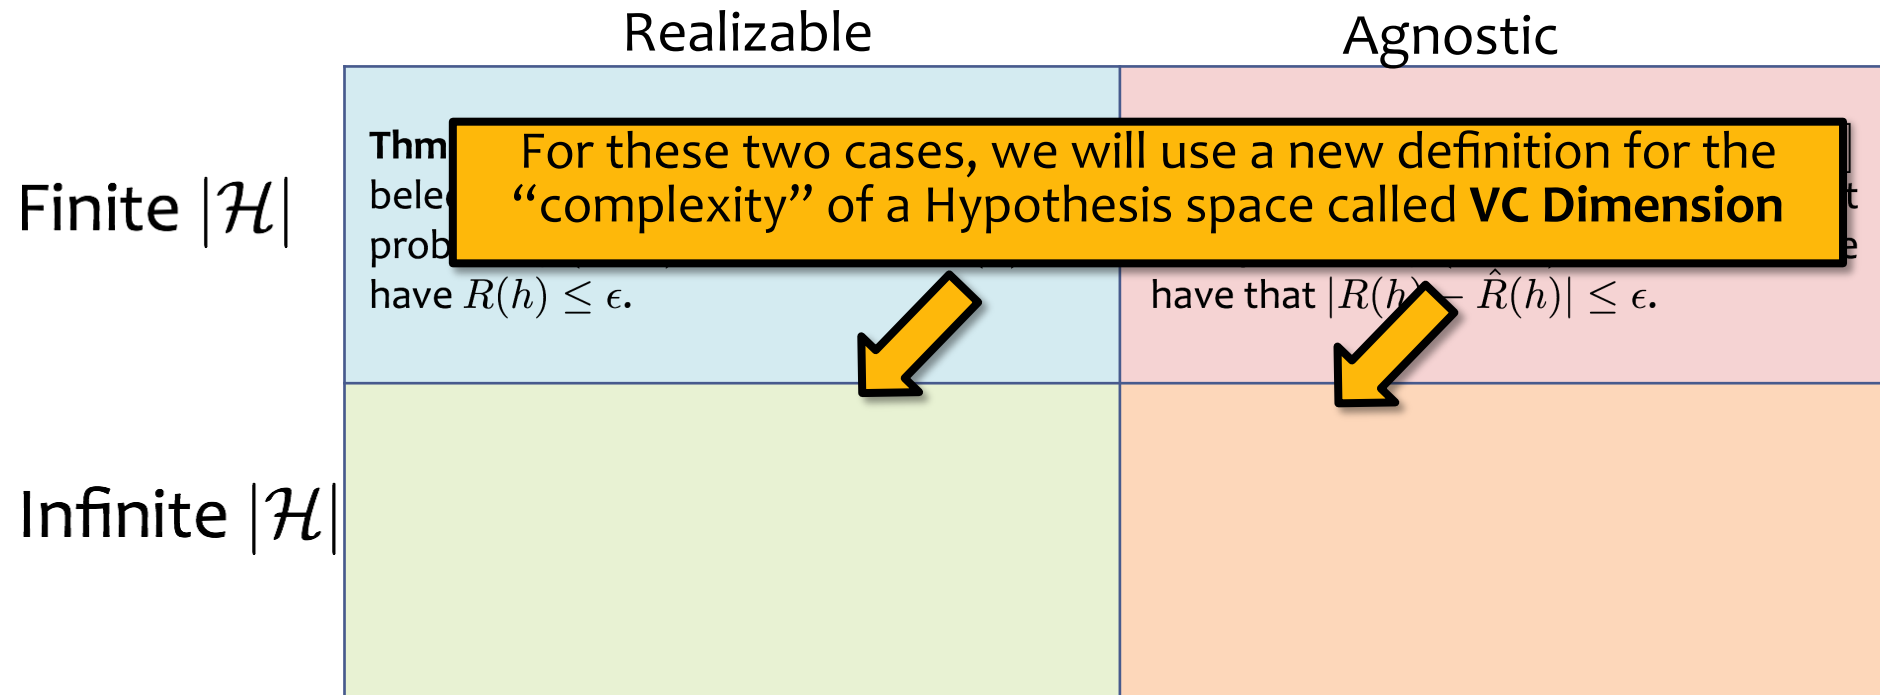 Realizable
Agnostic
Finite |ℋ|
Thm
For these two cases, we will use a new definition for the
“complexity” of a Hypothesis space called VC Dimension
have R(h) ≤ ϵ.
have that |R(h) − R̂(h)| ≤ ϵ.
Infinite |ℋ|